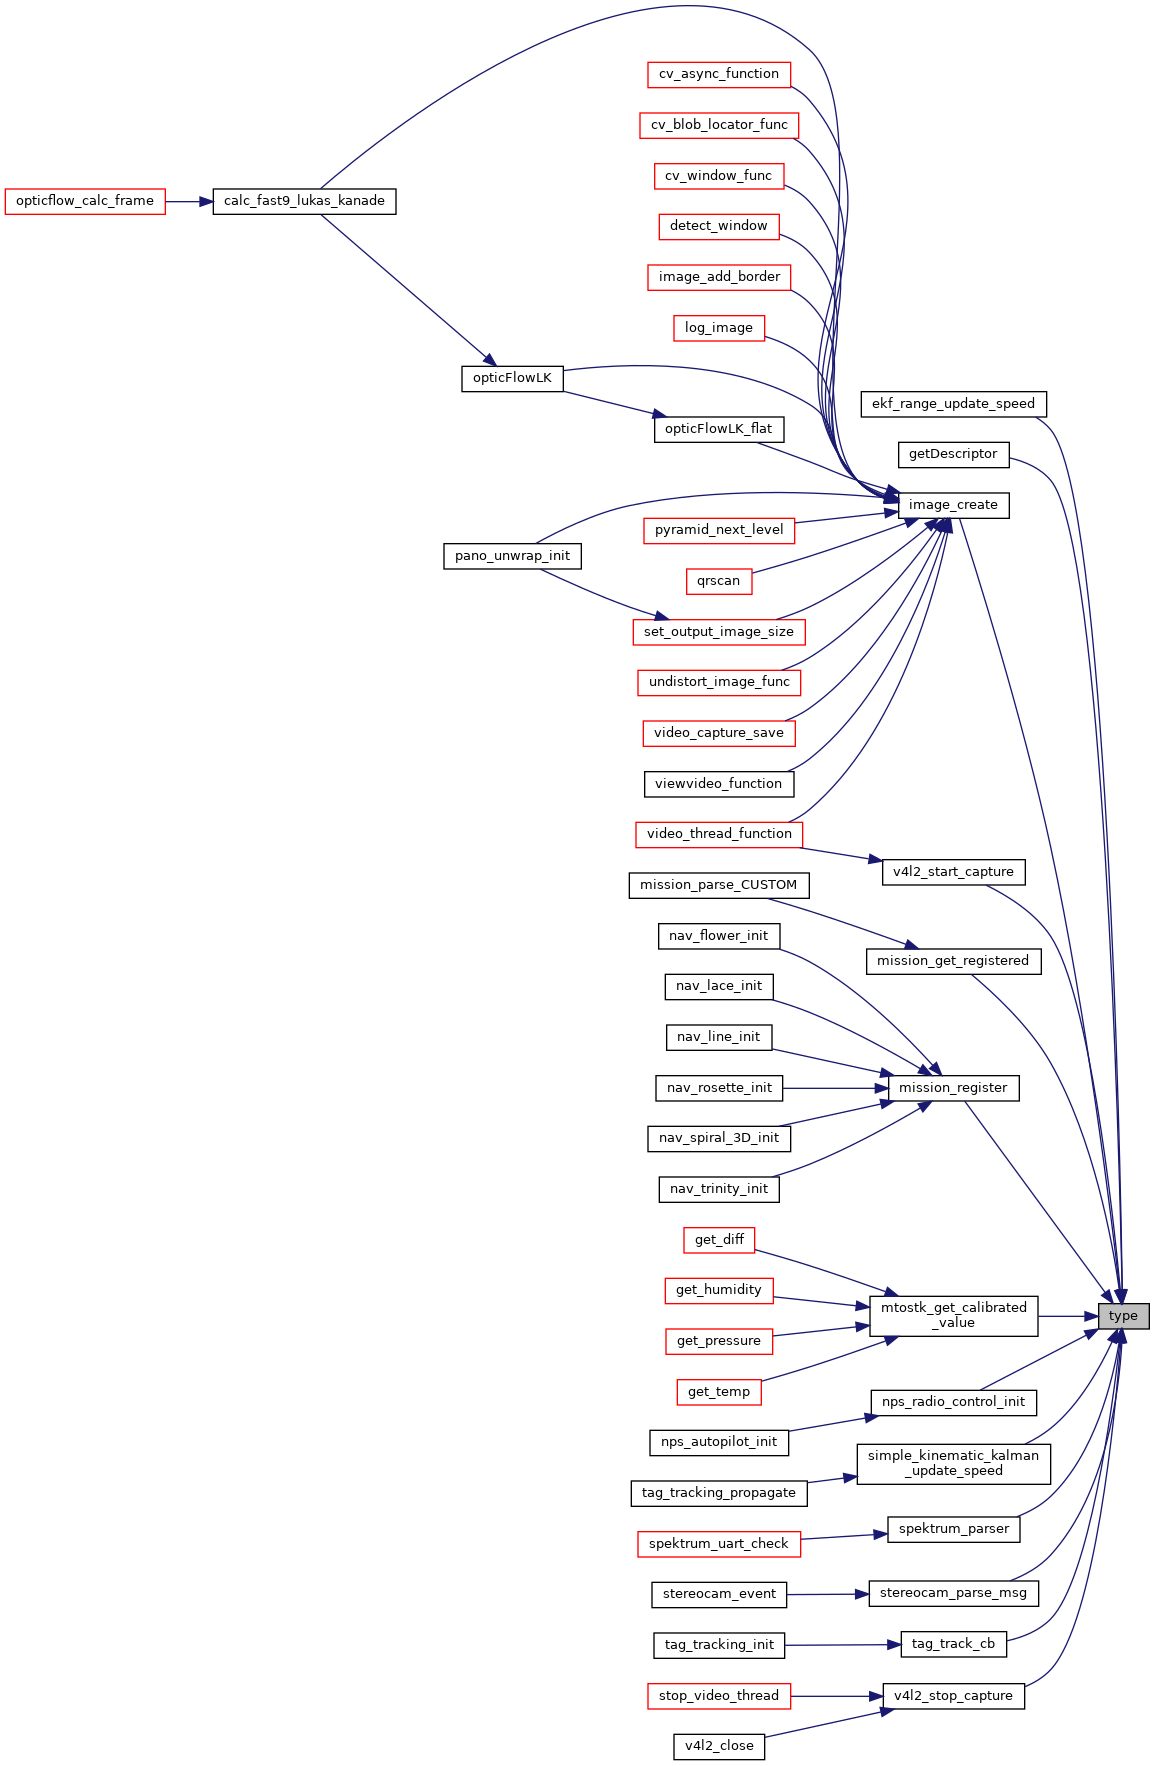 cv_async_function
cv_blob_locator_func
cv_window_func
opticflow_calc_frame
calc_fast9_lukas_kanade
detect_window
image_add_border
log_image
opticFlowLK
ekf_range_update_speed
opticFlowLK_flat
getDescriptor
image_create
pyramid_next_level
pano_unwrap_init
qrscan
set_output_image_size
undistort_image_func
video_capture_save
viewvideo_function
video_thread_function
v4l2_start_capture
mission_parse_CUSTOM
nav_flower_init
mission_get_registered
nav_lace_init
nav_line_init
nav_rosette_init
mission_register
nav_spiral_3D_init
nav_trinity_init
get_diff
get_humidity
mtostk_get_calibrated
_value
type
get_pressure
get_temp
nps_radio_control_init
nps_autopilot_init
simple_kinematic_kalman
_update_speed
tag_tracking_propagate
spektrum_parser
spektrum_uart_check
stereocam_event
stereocam_parse_msg
tag_tracking_init
tag_track_cb
stop_video_thread
v4l2_stop_capture
v4l2_close